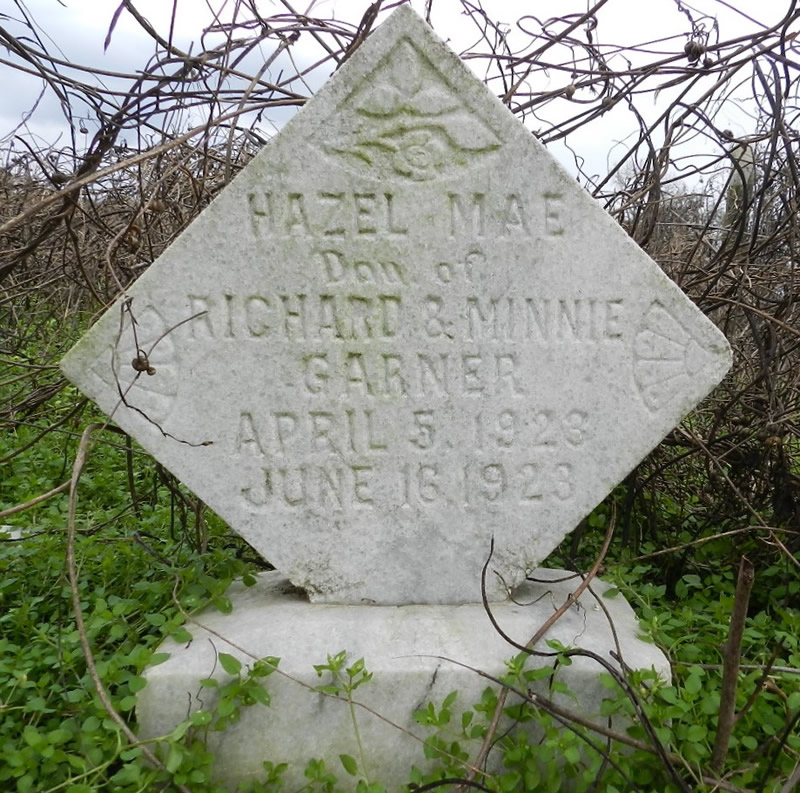 HAZEL MAE
Dau. of
RICHARD & MINNIE
GARNER
APRIL 5, 1923
JUNE 16 1923